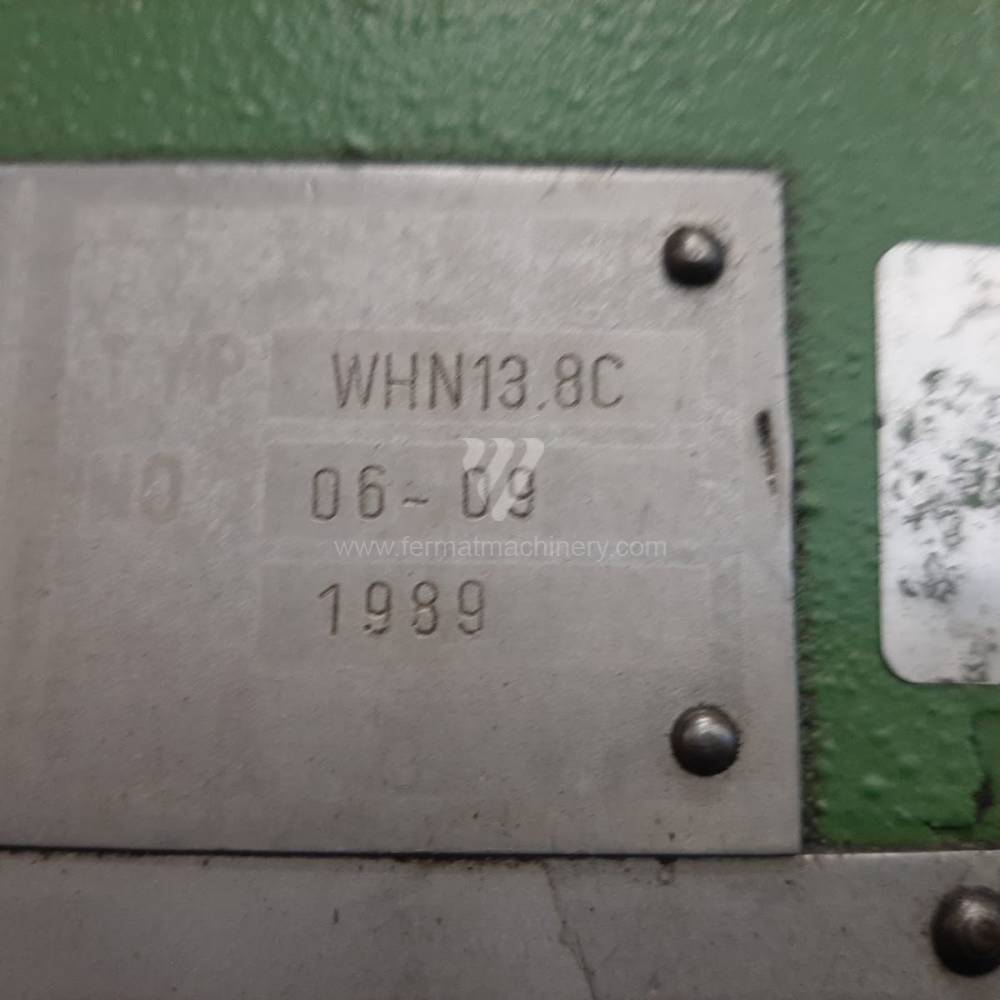 TYP WHN13.8C
NO 06-09
www.fermatmachinery.com
1989